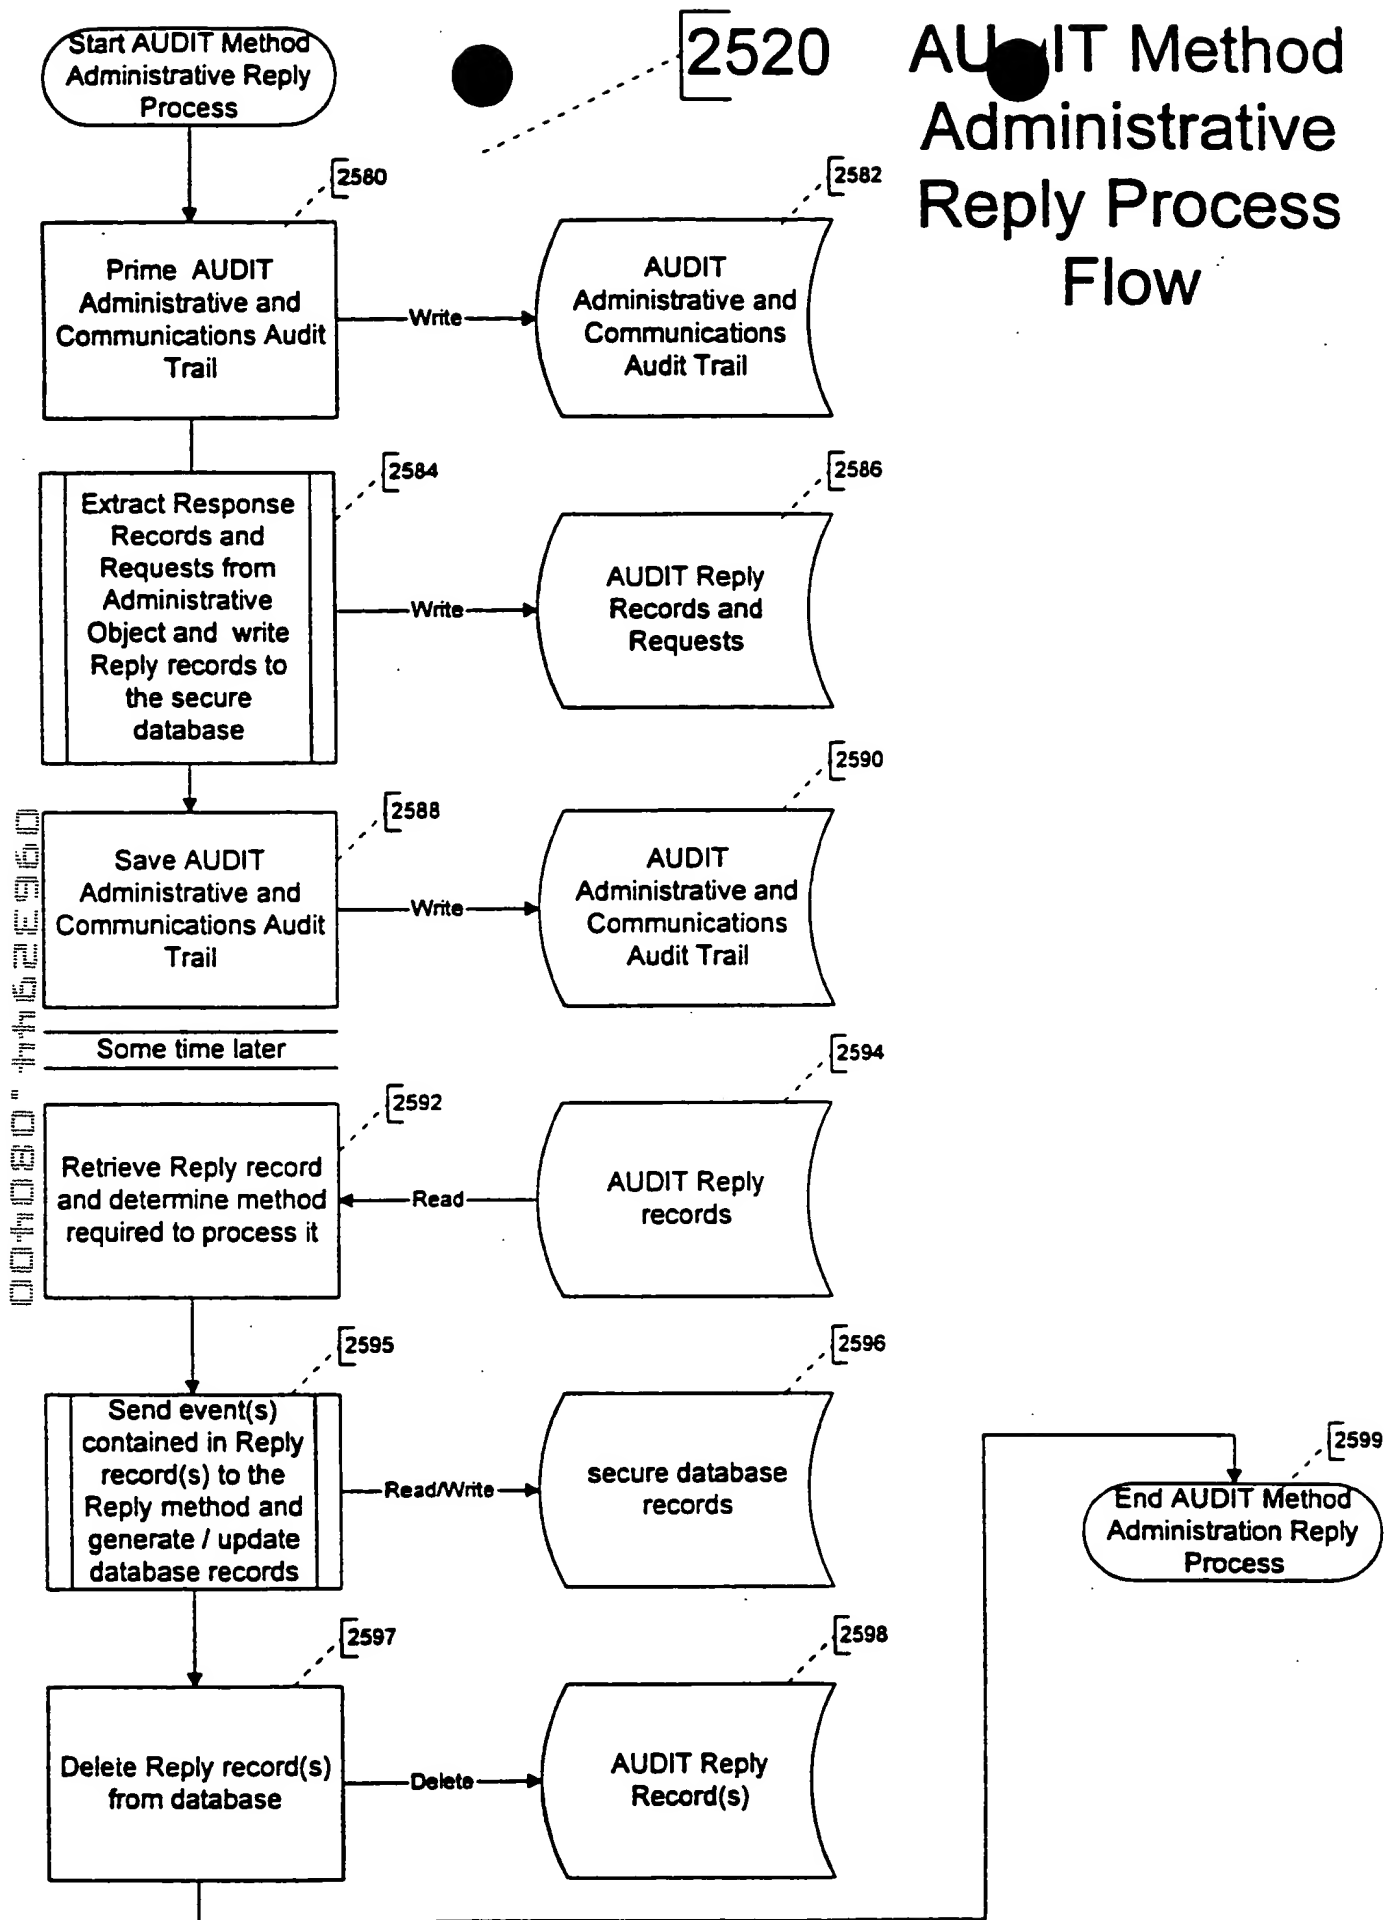 Start AUDIT Method
Administrative Reply
Process
2520
AUDIT Method
Administrative
Reply Process
Flow
2580
Prime AUDIT
Administrative and
Communications Audit
Trail
Write
2582
AUDIT
Administrative and
Communications
Audit Trail
2584
Extract Response
Records and
Requests from
Administrative
Object and write
Reply records to
the secure
database
Write
2586
AUDIT Reply
Records and
Requests
2588
Save AUDIT
Administrative and
Communications Audit
Trail
Write
2590
AUDIT
Administrative and
Communications
Audit Trail
Some time later
2592
Retrieve Reply record
and determine method
required to process it
Read
2594
AUDIT Reply
records
2595
Send event(s)
contained in Reply
record(s) to the
Reply method and
generate / update
database records
Read/Write
2596
secure database
records
2597
Delete Reply record(s)
from database
Delete
2598
AUDIT Reply
Record(s)
2599
End AUDIT Method
Administration Reply
Process
09632944.080400